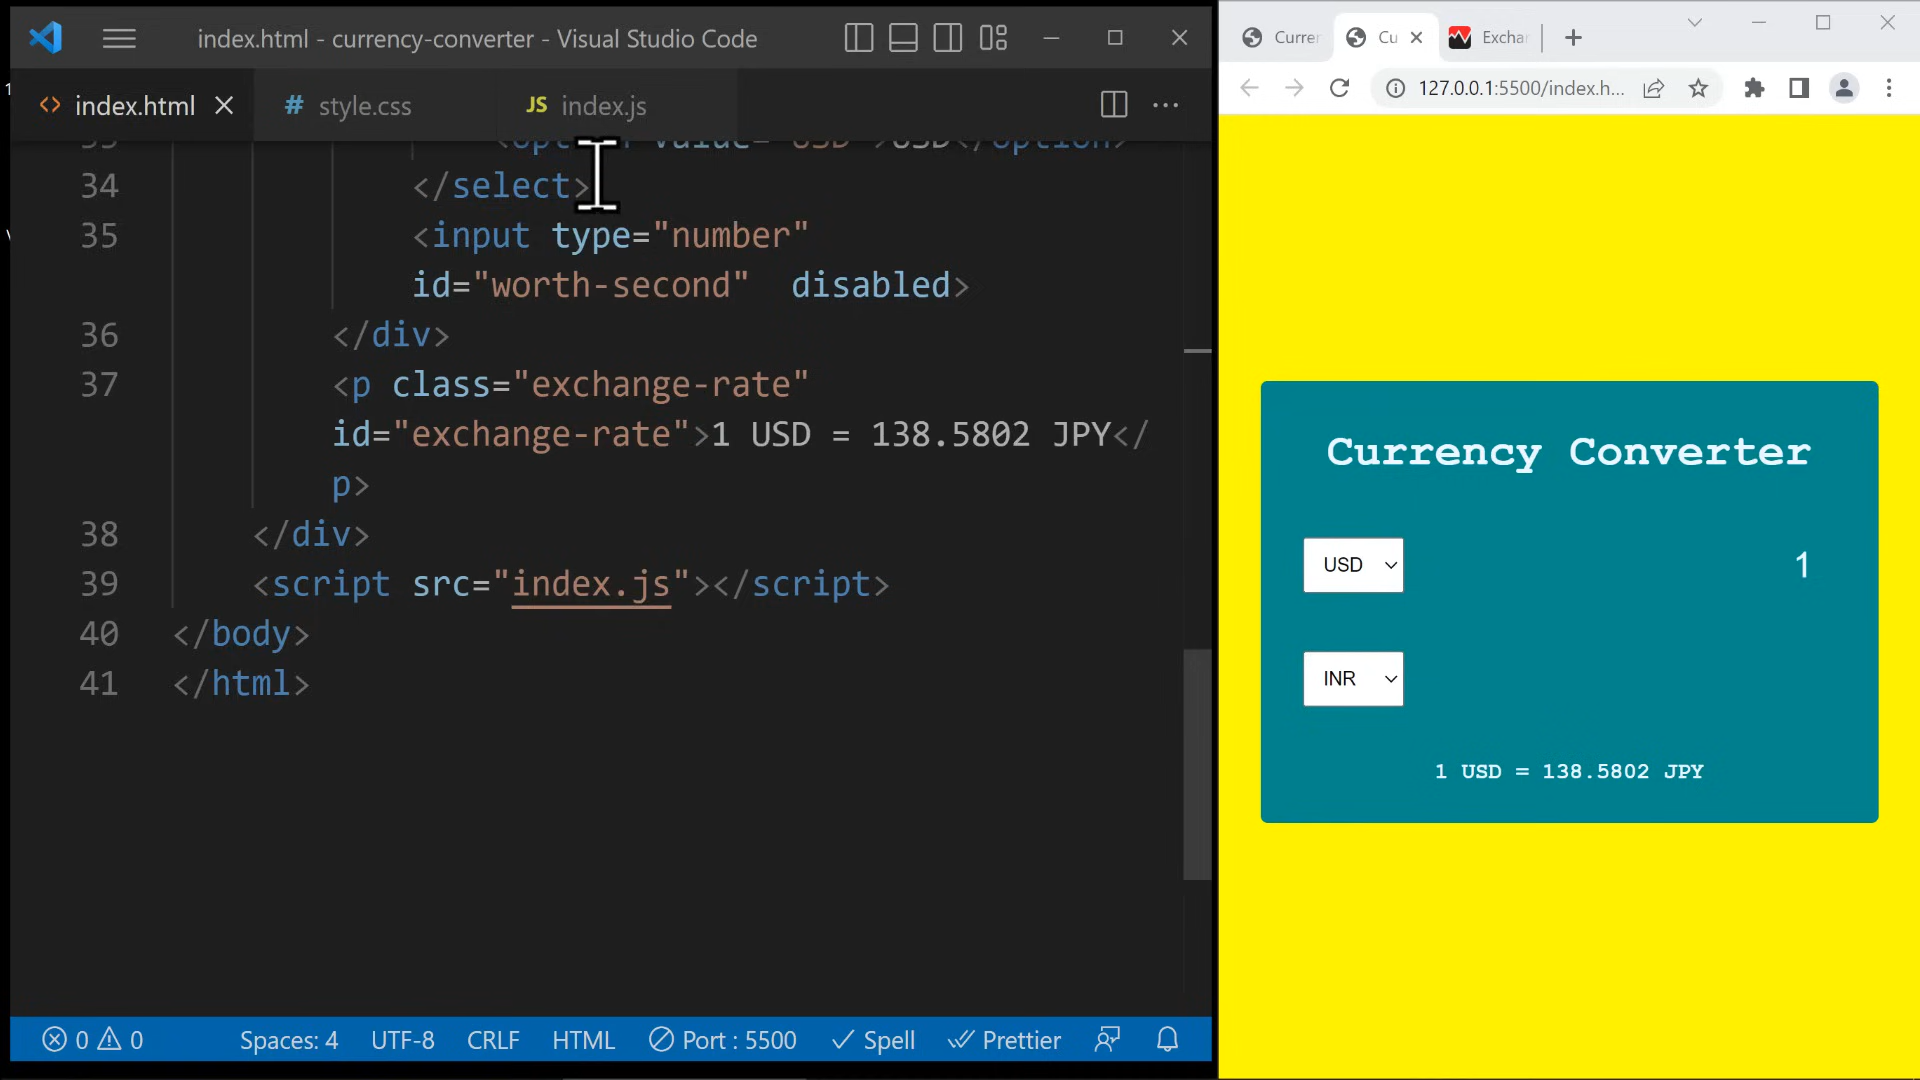 index.html - currency-converter - Visual Studio Code
index.html
style.css
JS index.js
34 </select>
35 <input type="number"
id="worth-second" disabled>
36 </div>
37 <p class="exchange-rate"
id="exchange-rate">1 USD = 138.5802 JPY</
p>
38 </div>
39 <script src="index.js"></script>
40 </body>
41 </html>
0 0 Spaces: 4 UTF-8 CRLF HTML Port : 5500 Spell Prettier
127.0.0.1:5500/index.h...
Currency Converter
USD 1
INR
1 USD = 138.5802 JPY